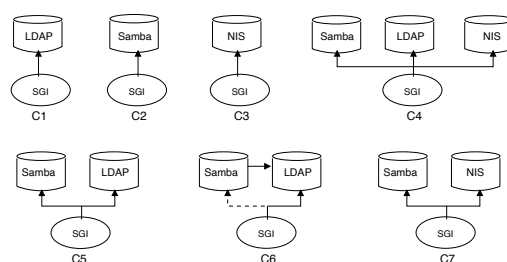 LDAP
SGI
C1
Samba
SGI
C2
NIS
SGI
C3
Samba LDAP NIS
SGI
C4
Samba LDAP
SGI
C5
Samba LDAP
SGI
C6
Samba NIS
SGI
C7